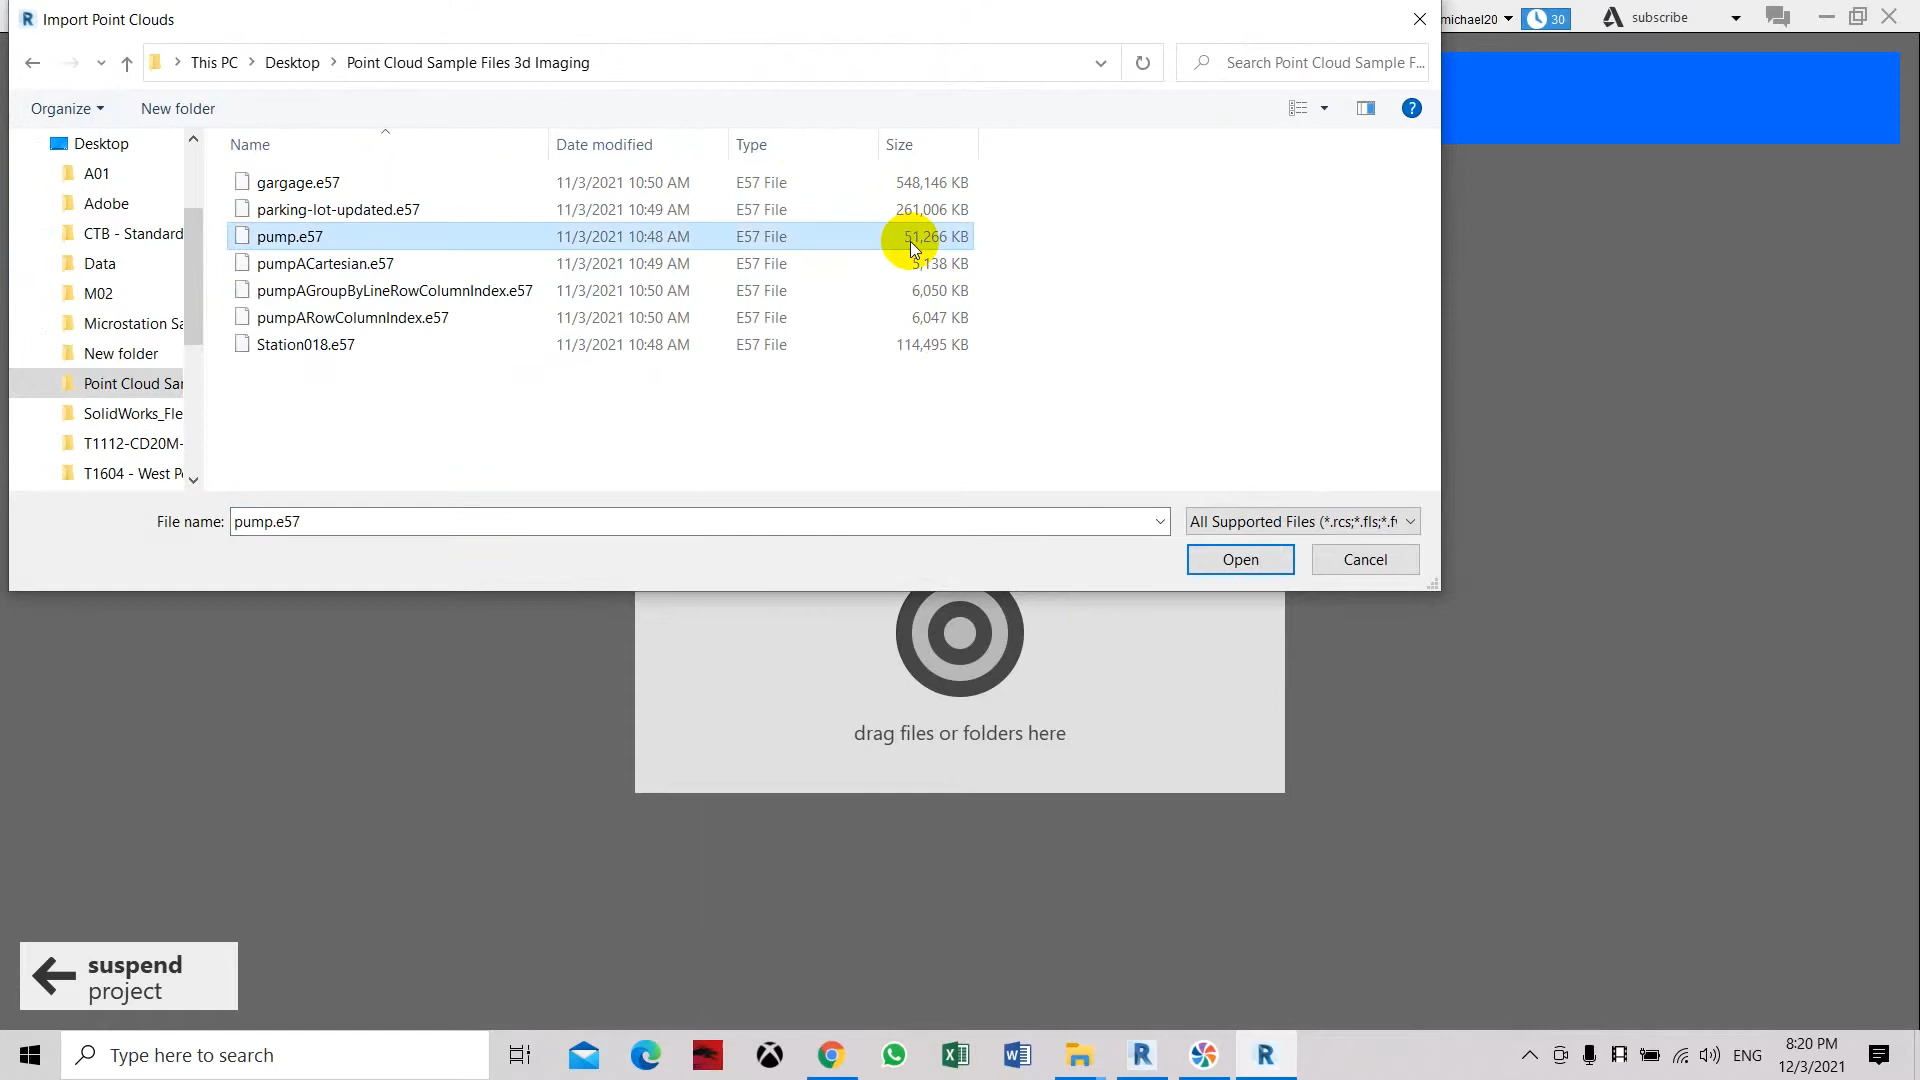 Import Point Clouds
michael20
30
subscribe
This PC
Desktop
Point Cloud Sample Files 3d Imaging
Search Point Cloud Sample F...
Organize
New folder
Desktop
A01
Adobe
CTB - Standard
Data
M02
Microstation Sa
New folder
Point Cloud Sar
SolidWorks_Fle
T1112-CD20M-
T1604 - West Po
Name Date modified Type Size
gargage.e57 11/3/2021 10:50 AM E57 File 548,146 KB
parking-lot-updated.e57 11/3/2021 10:49 AM E57 File 261,006 KB
pump.e57 11/3/2021 10:48 AM E57 File 51,266 KB
pumpACartesian.e57 11/3/2021 10:49 AM E57 File 5,138 KB
pumpAGroupByLineRowColumnIndex.e57 11/3/2021 10:50 AM E57 File 6,050 KB
pumpARowColumnIndex.e57 11/3/2021 10:50 AM E57 File 6,047 KB
Station018.e57 11/3/2021 10:48 AM E57 File 114,495 KB
File name: pump.e57
All Supported Files (*.rcs;*.fls;*.f
Open
Cancel
drag files or folders here
suspend
project
Type here to search
ENG
8:20 PM
12/3/2021